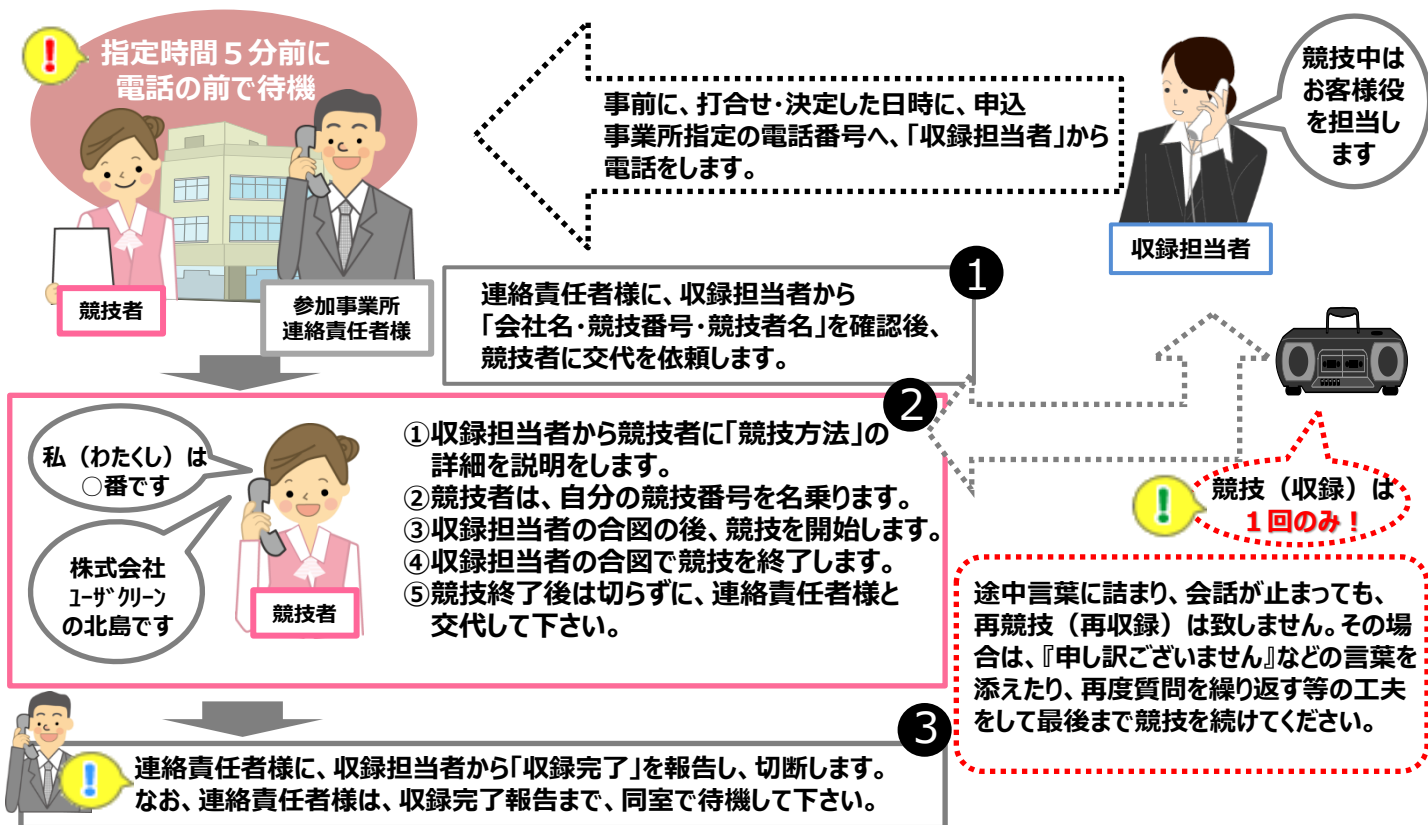 指定時間５分前に
電話の前で待機
競技者
参加事業所
連絡責任者様
事前に、打合せ・決定した日時に、申込
事業所指定の電話番号へ、「収録担当者」から
電話をします。
競技中は
お客様役
を担当し
ます
収録担当者
1
連絡責任者様に、収録担当者から
「会社名・競技番号・競技者名」を確認後、
競技者に交代を依頼します。
2
私（わたくし）は
○番です
株式会社
ﾕｰｻﾞｸﾘｰﾝ
の北島です
競技者
①収録担当者から競技者に「競技方法」の
詳細を説明をします。
②競技者は、自分の競技番号を名乗ります。
③収録担当者の合図の後、競技を開始します。
④収録担当者の合図で競技を終了します。
⑤競技終了後は切らずに、連絡責任者様と
交代して下さい。
競技（収録）は
１回のみ！
途中言葉に詰まり、会話が止まっても、
再競技（再収録）は致しません。その場
合は、『申し訳ございません』などの言葉を
添えたり、再度質問を繰り返す等の工夫
をして最後まで競技を続けてください。
3
連絡責任者様に、収録担当者から「収録完了」を報告し、切断します。
なお、連絡責任者様は、収録完了報告まで、同室で待機して下さい。